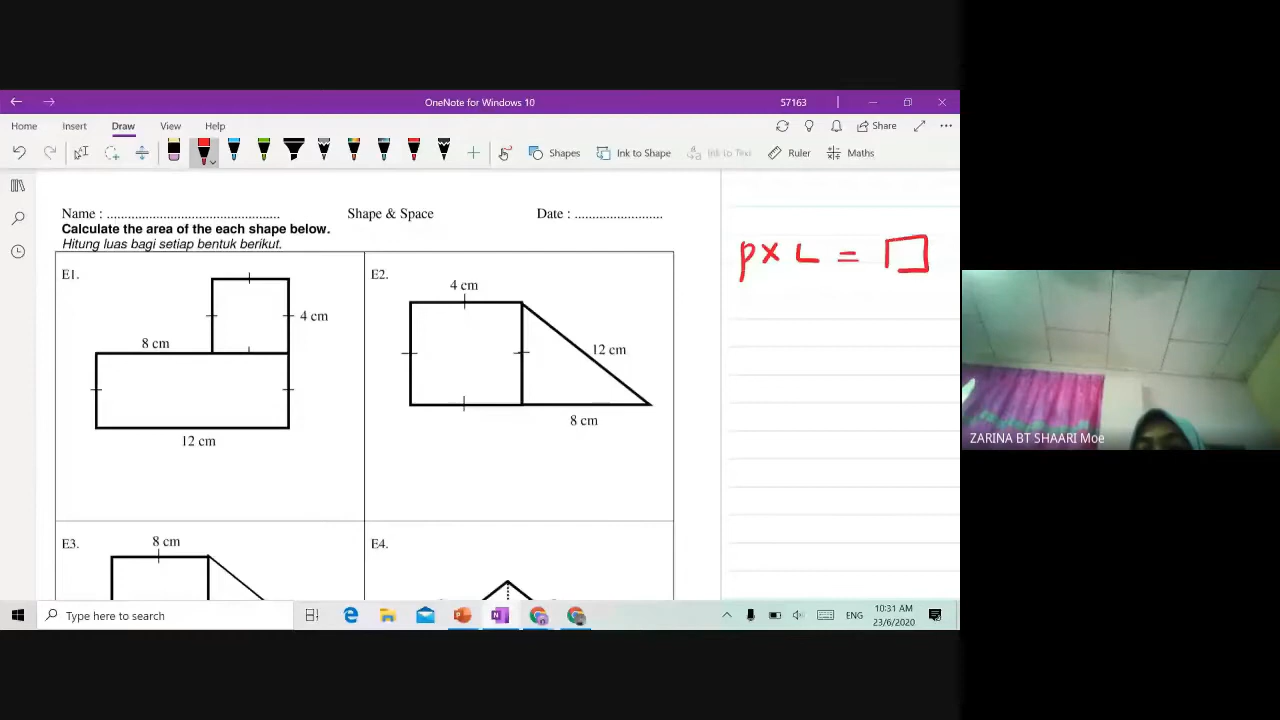 OneNote for Windows 10
57163
Home Insert Draw View Help
Share
Shapes Ink to Shape Ink to Text Ruler Maths
Name : ................................................ Shape & Space Date : .........................
Calculate the area of the each shape below.
Hitung luas bagi setiap bentuk berikut.
p x L =
E1.
4 cm
8 cm
12 cm
E2.
4 cm
12 cm
8 cm
E3.
8 cm
E4.
ZARINA BT SHAARI Moe
Type here to search
ENG
10:31 AM
23/6/2020